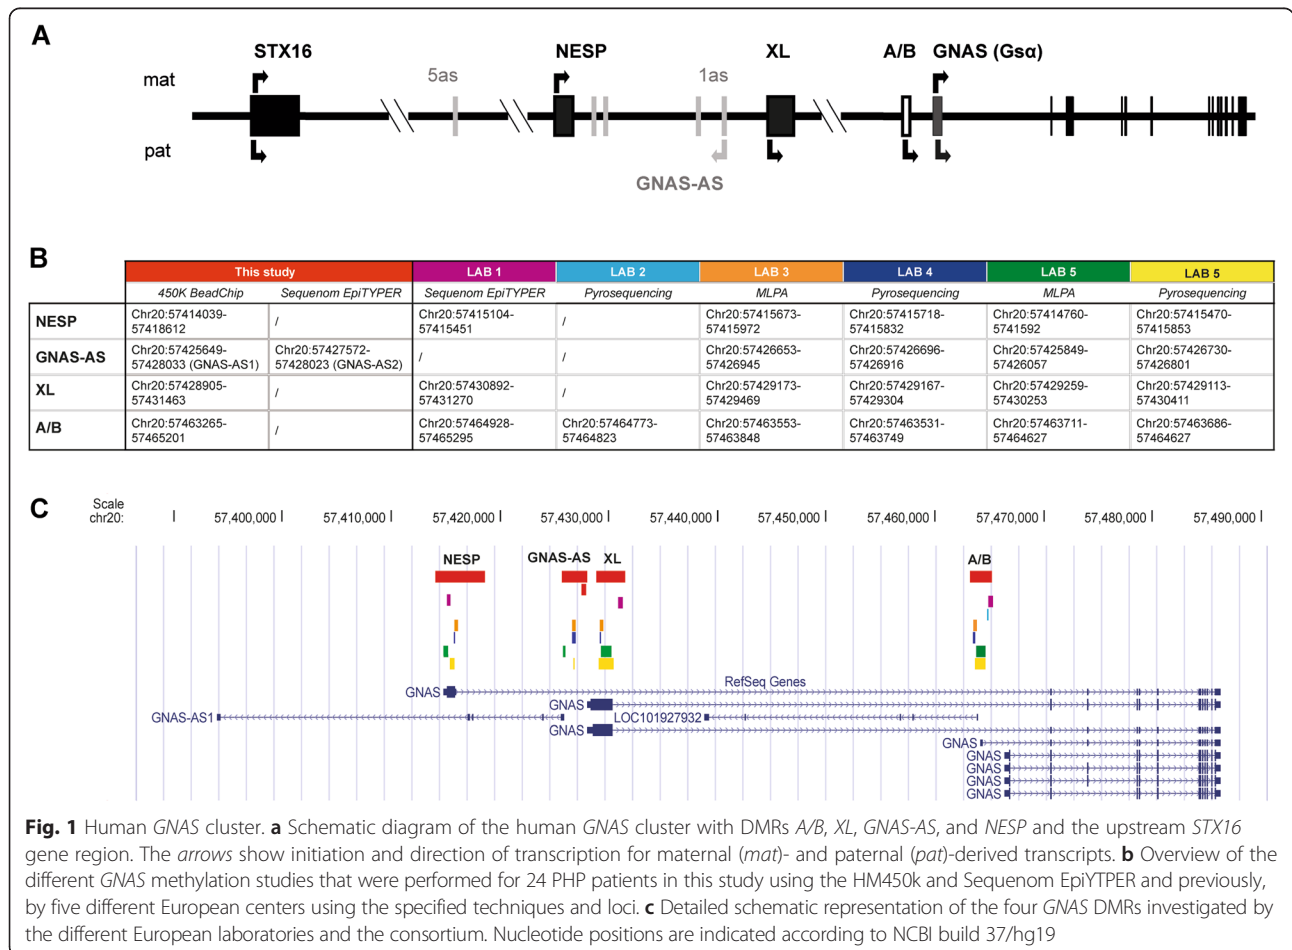 A
STX16 NESP XL A/B GNAS (Gsα)
mat 5as 1as
pat
GNAS-AS
B
This study LAB 1 LAB 2 LAB 3 LAB 4 LAB 5 LAB 5
450K BeadChip Sequenom EpiTYPER Sequenom EpiTYPER Pyrosequencing MLPA Pyrosequencing MLPA Pyrosequencing
NESP Chr20:57414039-57418612 / Chr20:57415104-57415451 / Chr20:57415673-57415972 Chr20:57415718-57415832 Chr20:57414760-5741592 Chr20:57415470-57415853
GNAS-AS Chr20:57425649-57428033 (GNAS-AS1) Chr20:57427572-57428023 (GNAS-AS2) / / Chr20:57426653-57426945 Chr20:57426696-57426916 Chr20:57425849-57426057 Chr20:57426730-57426801
XL Chr20:57428905-57431463 / Chr20:57430892-57431270 / Chr20:57429173-57429469 Chr20:57429167-57429304 Chr20:57429259-57430253 Chr20:57429113-57430411
A/B Chr20:57463265-57465201 / Chr20:57464928-57465295 Chr20:57464773-57464823 Chr20:57463553-57463848 Chr20:57463531-57463749 Chr20:57463711-57464627 Chr20:57463686-57464627
C
Scale
chr20: 57,400,000 57,410,000 57,420,000 57,430,000 57,440,000 57,450,000 57,460,000 57,470,000 57,480,000 57,490,000
NESP GNAS-AS XL A/B
RefSeq Genes
GNAS
GNAS
GNAS-AS1 LOC101927932
GNAS
GNAS
GNAS
GNAS
GNAS
GNAS
Fig. 1 Human GNAS cluster. a Schematic diagram of the human GNAS cluster with DMRs A/B, XL, GNAS-AS, and NESP and the upstream STX16
gene region. The arrows show initiation and direction of transcription for maternal (mat)- and paternal (pat)-derived transcripts. b Overview of the
different GNAS methylation studies that were performed for 24 PHP patients in this study using the HM450k and Sequenom EpiYTPER and previously,
by five different European centers using the specified techniques and loci. c Detailed schematic representation of the four GNAS DMRs investigated by
the different European laboratories and the consortium. Nucleotide positions are indicated according to NCBI build 37/hg19